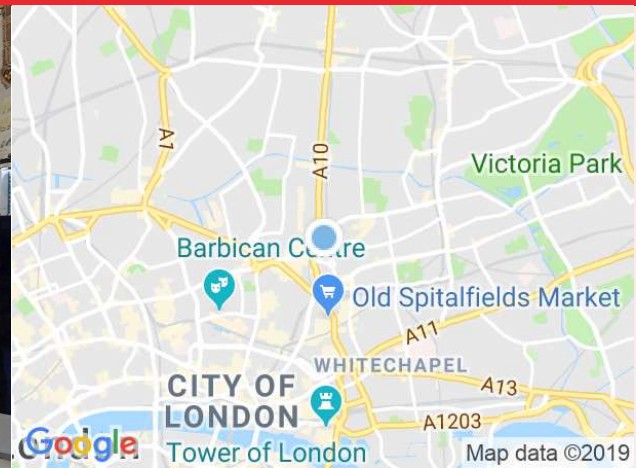 A1
A10
Victoria Park
Barbican Centre
Old Spitalfields Market
A11
WHITECHAPEL
CITY OF
LONDON
A13
A1203
Google
Tower of London
Map data ©2019